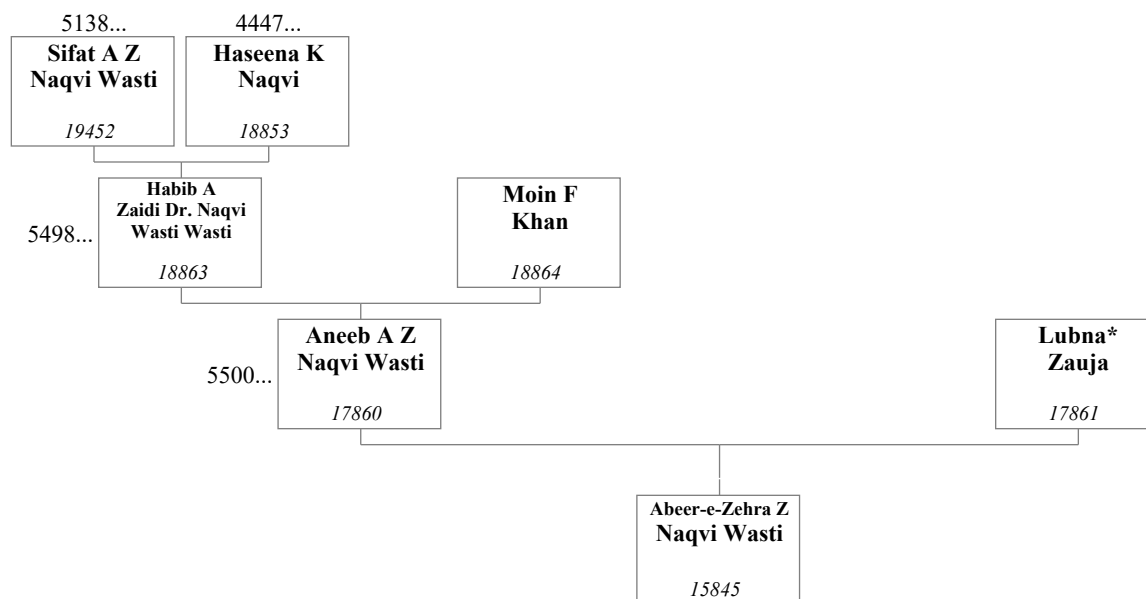 5138...
4447...
Sifat A Z
Naqvi Wasti
19452
Haseena K
Naqvi
18853
5498...
Habib A
Zaidi Dr. Naqvi
Wasti Wasti
18863
Moin F
Khan
18864
5500...
Aneeb A Z
Naqvi Wasti
17860
Lubna*
Zauja
17861
Abeer-e-Zehra Z
Naqvi Wasti
15845